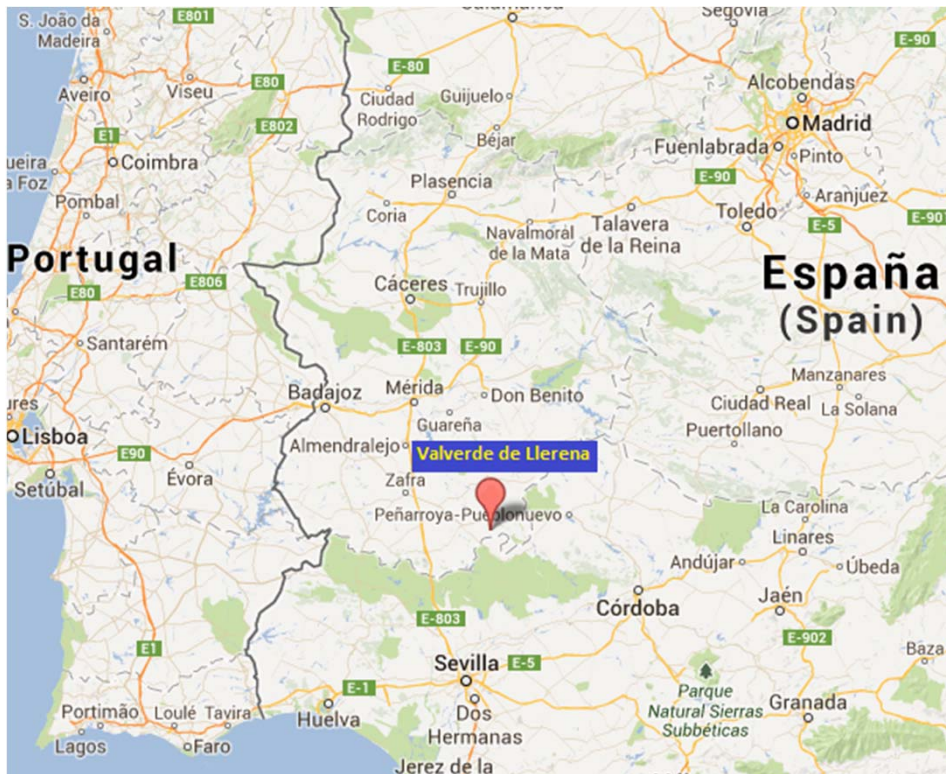 S. João da
Madeira
E801
Salamanca
Segovia
E-90
E-80
Alcobendas
Aveiro
Viseu
E80
Ciudad
Rodrigo
Guijuelo
Madrid
E802
E1
Béjar
Fuenlabrada
Pinto
Coimbra
ueira
a Foz
Plasencia
E-90
Aranjuez
Pombal
Coria
Talavera
de la Reina
Toledo
E-90
Navalmoral
de la Mata
E-5
Portugal
E806
España
(Spain)
E80
Cáceres
Trujillo
Santarém
E-803
E-90
Manzanares
Badajoz
Mérida
Don Benito
Ciudad Real
La Solana
ures
Guareña
Puertollano
Lisboa
E90
Almendralejo
Valverde de Llerena
Évora
Setúbal
Zafra
Peñarroya-Pueblonuevo
La Carolina
Linares
Andújar
Úbeda
Córdoba
Jaén
E-803
E-902
E1
Sevilla
E-5
Baza
E-1
Parque
Natural Sierras
Subbéticas
Granada
Huelva
Dos
Hermanas
Portimão
Loulé
Tavira
Lagos
Faro
Jerez de la